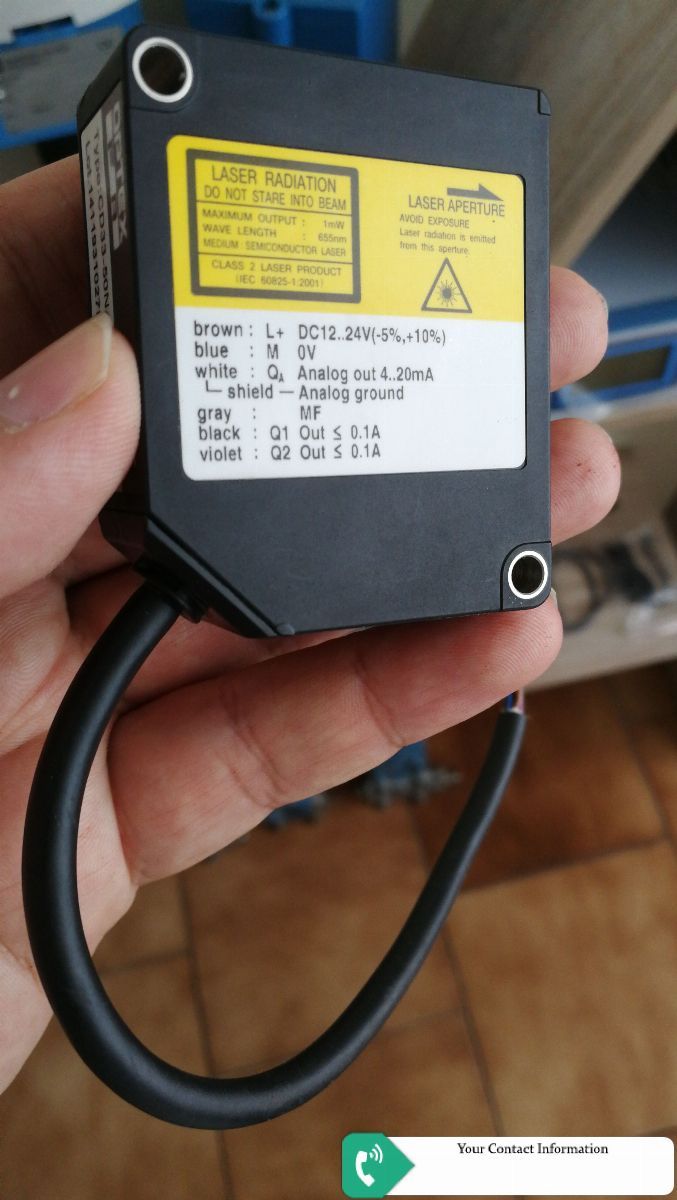 OPTEX
LASER RADIATION
DO NOT STARE INTO BEAM
MAXIMUM OUTPUT : 1mW
WAVE LENGTH : 655nm
MEDIUM: SEMICONDUCTOR LASER
CLASS 2 LASER PRODUCT
(IEC 60825-1:2001)
LASER APERTURE
AVOID EXPOSURE
Laser radiation is emitted
from this aperture.
brown : L+ DC12..24V(-5%,+10%)
blue : M 0V
white : QA Analog out 4..20mA
shield — Analog ground
gray : MF
black : Q1 Out ≤ 0.1A
violet : Q2 Out ≤ 0.1A
Your Contact Information